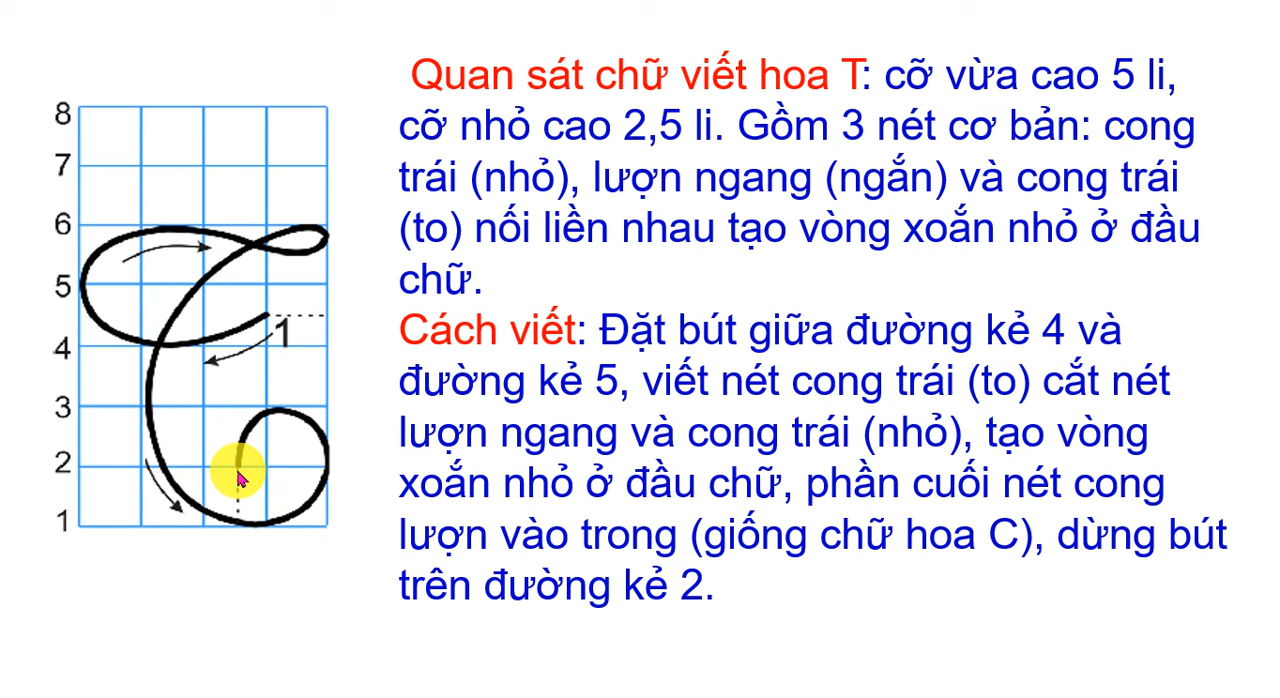 Quan sát chữ viết hoa T: cỡ vừa cao 5 li,
cỡ nhỏ cao 2,5 li. Gồm 3 nét cơ bản: cong
trái (nhỏ), lượn ngang (ngắn) và cong trái
(to) nối liền nhau tạo vòng xoắn nhỏ ở đầu
chữ.
Cách viết: Đặt bút giữa đường kẻ 4 và
đường kẻ 5, viết nét cong trái (to) cắt nét
lượn ngang và cong trái (nhỏ), tạo vòng
xoắn nhỏ ở đầu chữ, phần cuối nét cong
lượn vào trong (giống chữ hoa C), dừng bút
trên đường kẻ 2.
8
7
6
5
4
3
2
1
1
T